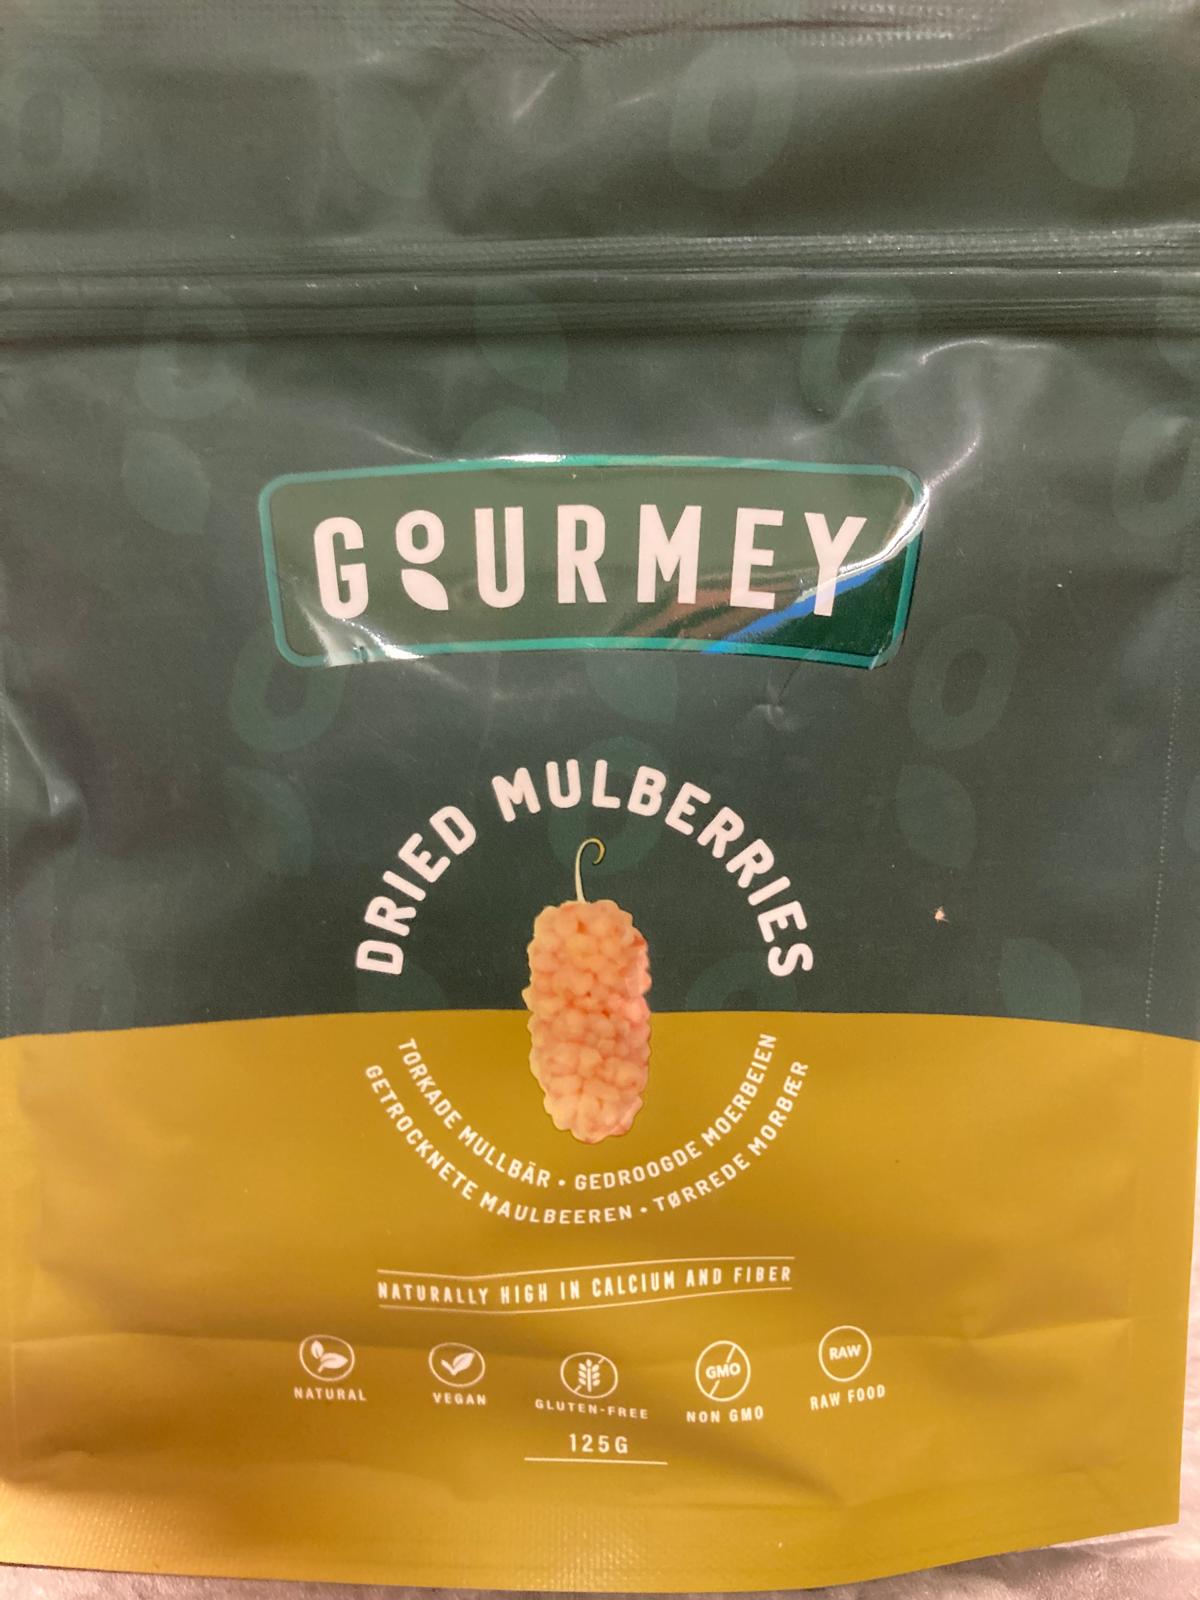 GOURMEY
DRIED MULBERRIES
TORKADE MULLBÄR • GEDROOGDE MOERBEIEN
GETROCKNETE MAULBEEREN • TØRREDE MORBÆR
NATURALLY HIGH IN CALCIUM AND FIBER
GMO
RAW
NATURAL
VEGAN
GLUTEN-FREE
NON GMO
RAW FOOD
125G